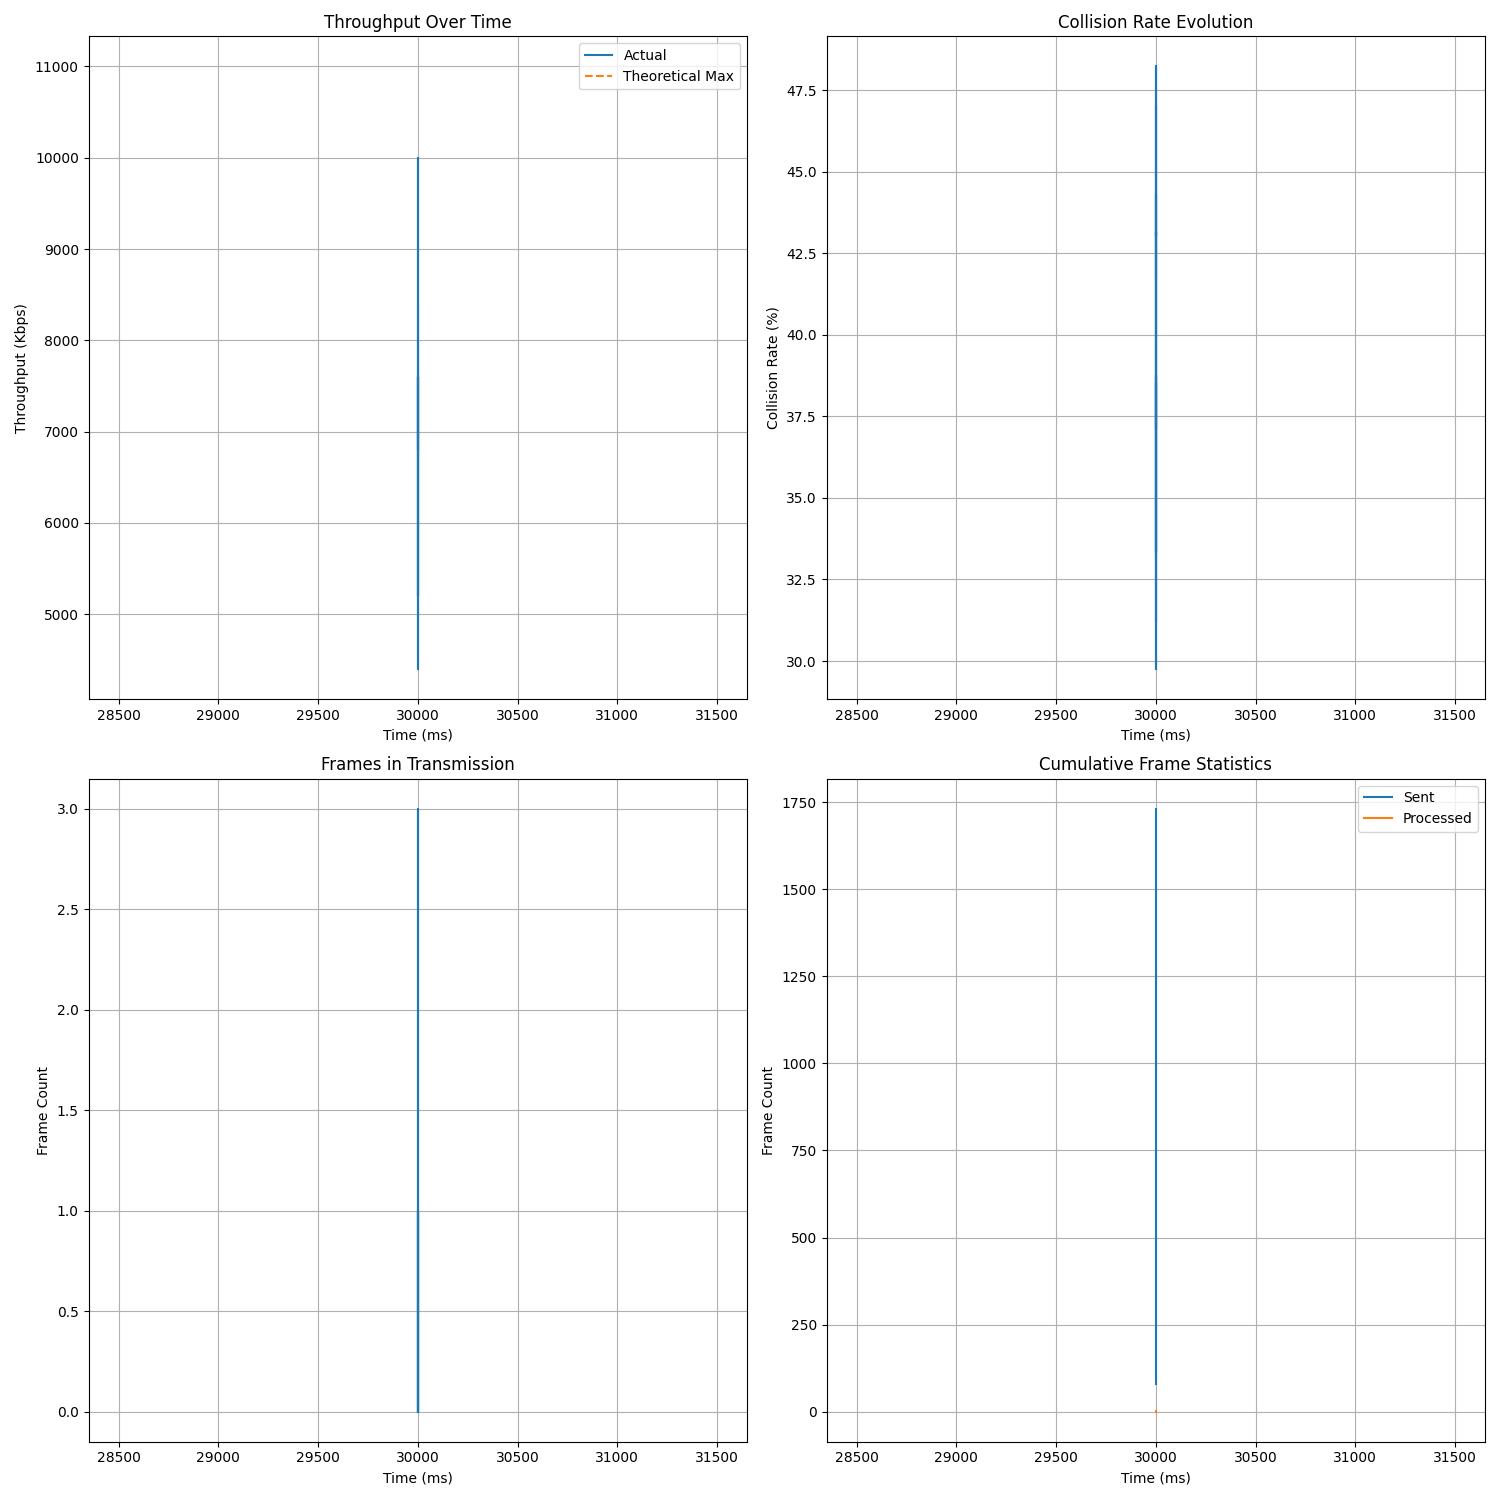 Throughput Over Time
Actual
Theoretical Max
Throughput (Kbps)
11000
10000
9000
8000
7000
6000
5000
28500 29000 29500 30000 30500 31000 31500
Time (ms)
Collision Rate Evolution
Collision Rate (%)
47.5
45.0
42.5
40.0
37.5
35.0
32.5
30.0
28500 29000 29500 30000 30500 31000 31500
Time (ms)
Frames in Transmission
Frame Count
3.0
2.5
2.0
1.5
1.0
0.5
0.0
28500 29000 29500 30000 30500 31000 31500
Time (ms)
Cumulative Frame Statistics
Sent
Processed
Frame Count
1750
1500
1250
1000
750
500
250
0
28500 29000 29500 30000 30500 31000 31500
Time (ms)